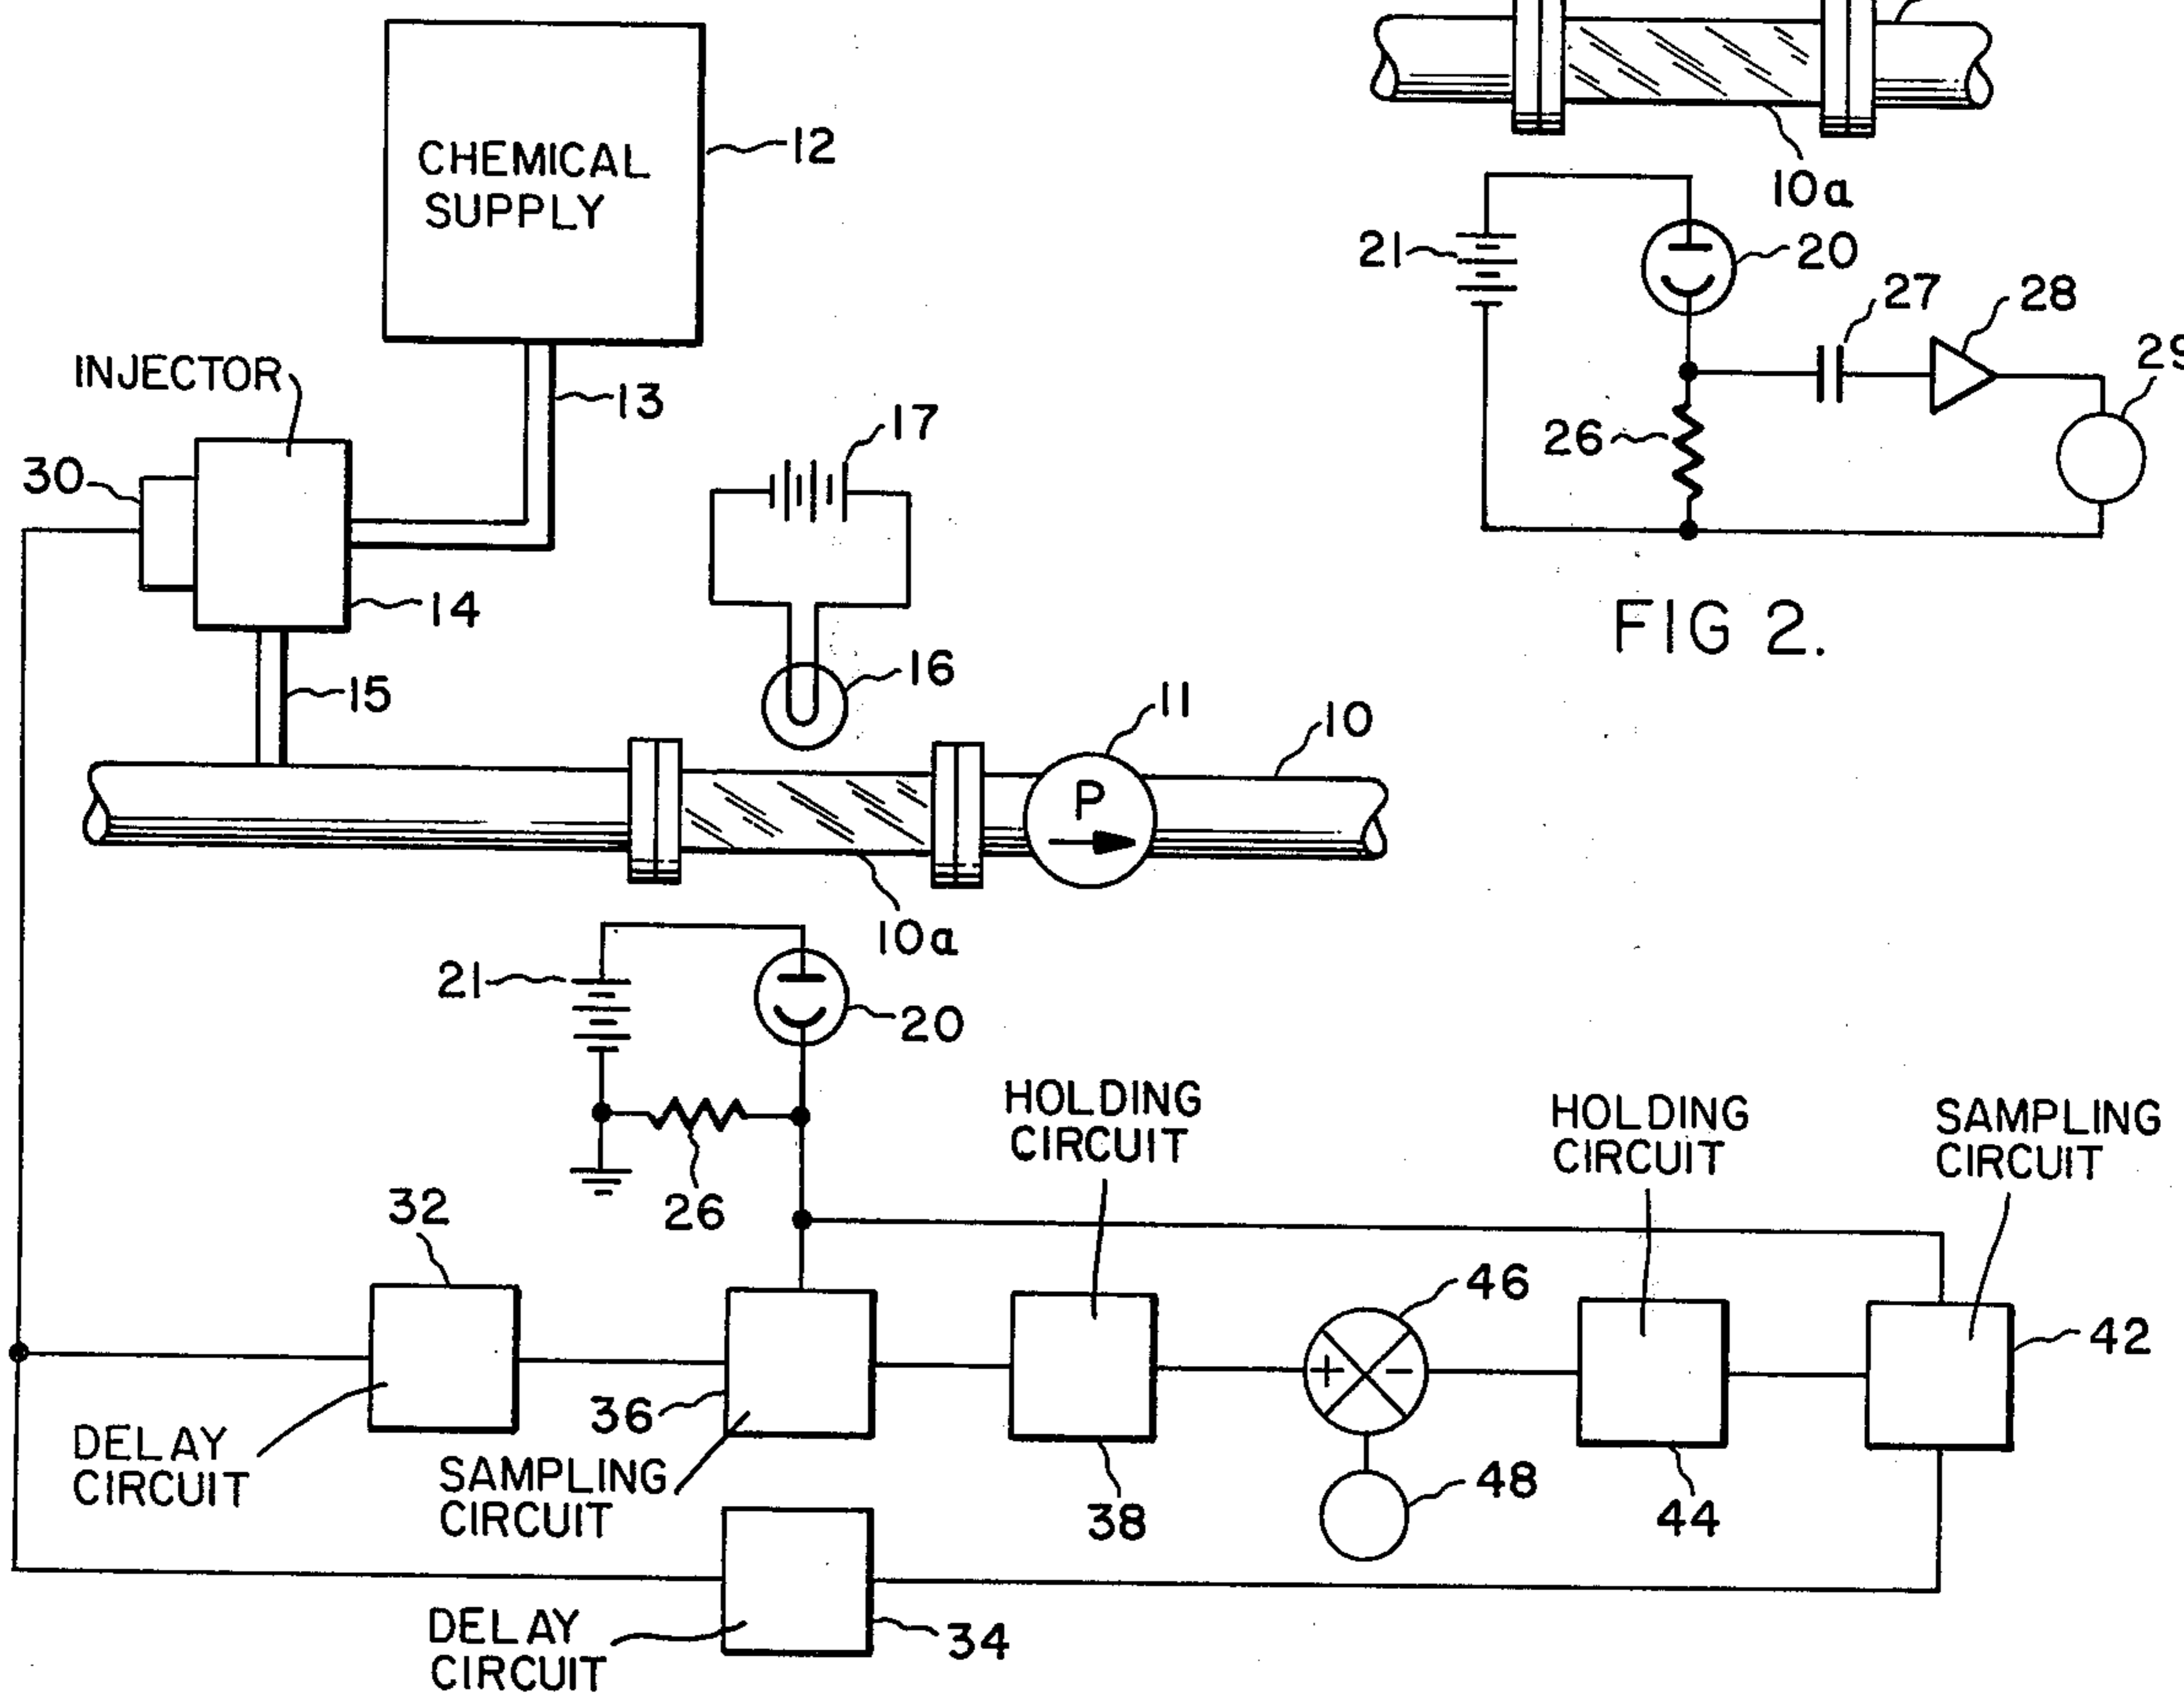 CHEMICAL
SUPPLY
12
10a
21
20
27
28
29
26
FIG 2.
INJECTOR
13
30
14
17
15
16
11
10
P
10a
21
20
26
HOLDING
CIRCUIT
HOLDING
CIRCUIT
SAMPLING
CIRCUIT
32
46
+
−
42
36
DELAY
CIRCUIT
SAMPLING
CIRCUIT
38
48
44
DELAY
CIRCUIT
34